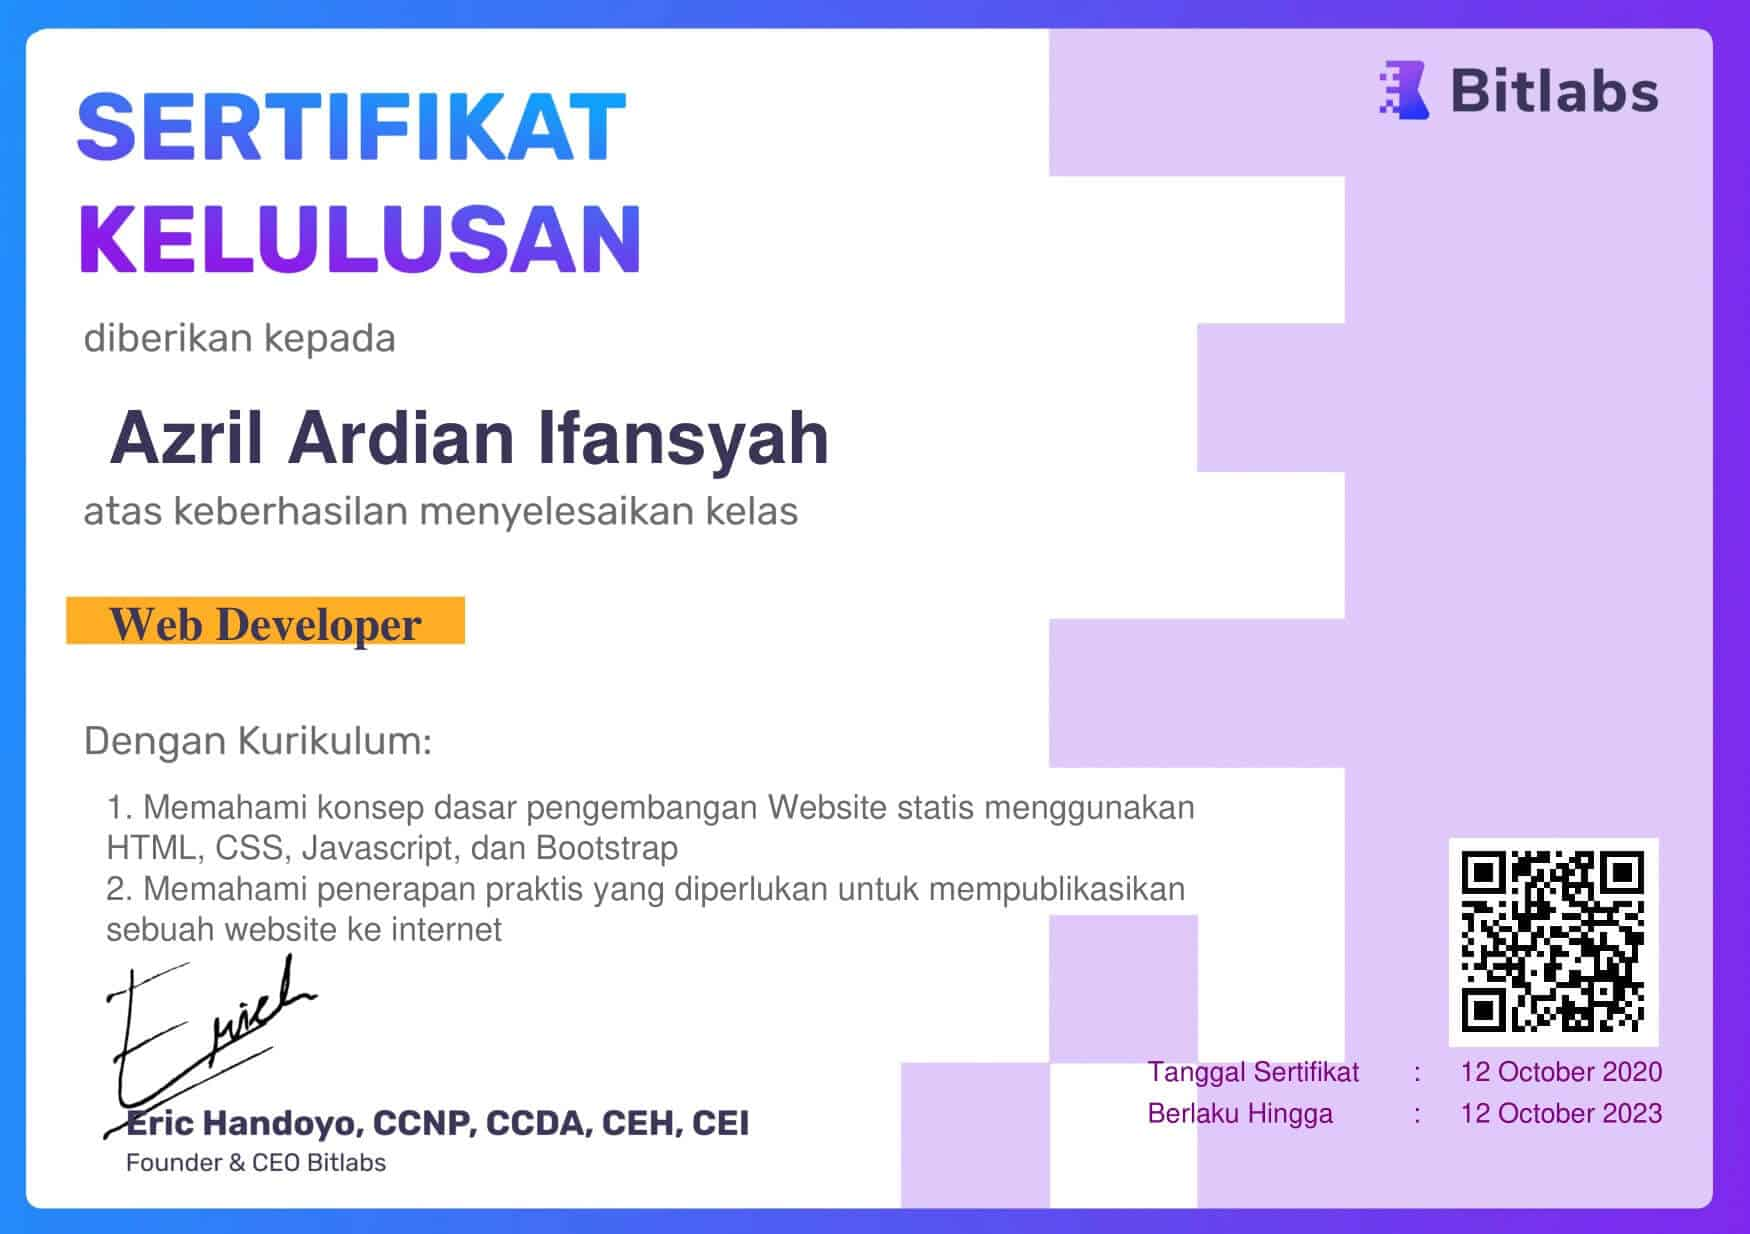 Bitlabs
SERTIFIKAT
KELULUSAN
diberikan kepada
Azril Ardian Ifansyah
atas keberhasilan menyelesaikan kelas
Web Developer
Dengan Kurikulum:
1. Memahami konsep dasar pengembangan Website statis menggunakan
HTML, CSS, Javascript, dan Bootstrap
2. Memahami penerapan praktis yang diperlukan untuk mempublikasikan
sebuah website ke internet
Erich
Eric Handoyo, CCNP, CCDA, CEH, CEI
Founder & CEO Bitlabs
Tanggal Sertifikat : 12 October 2020
Berlaku Hingga : 12 October 2023